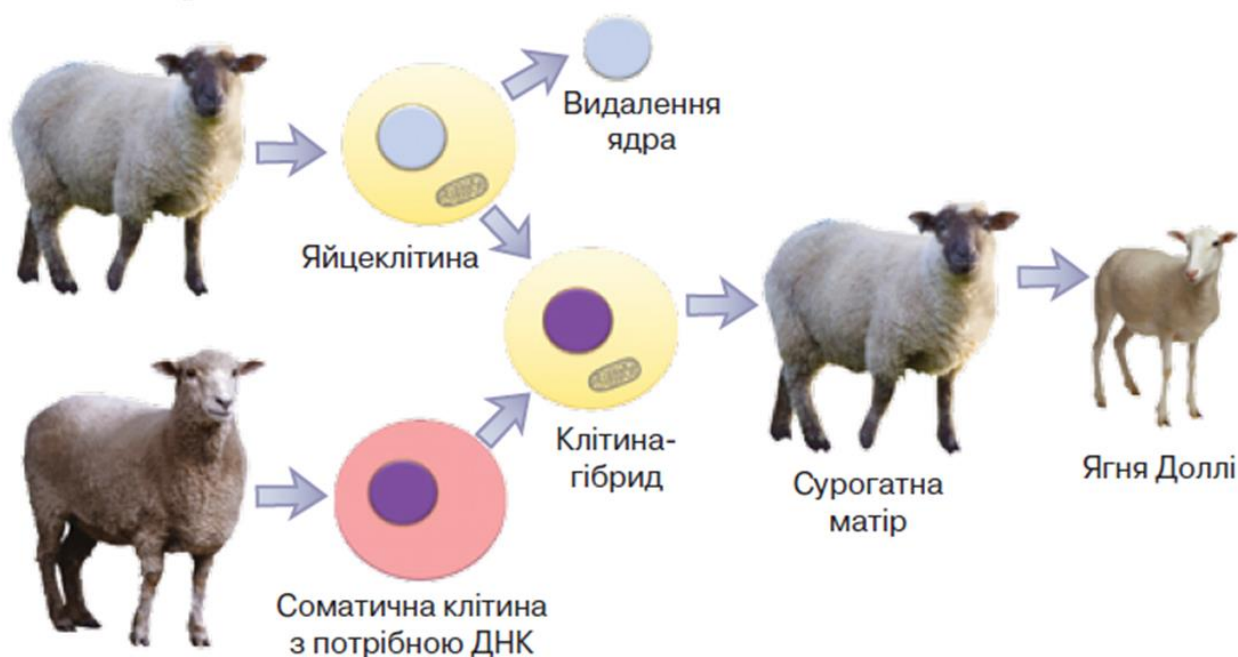 Видалення
ядра
Яйцеклітина
Клітина-
гібрид
Сурогатна
матір
Ягня Доллі
Соматична клітина
з потрібною ДНК